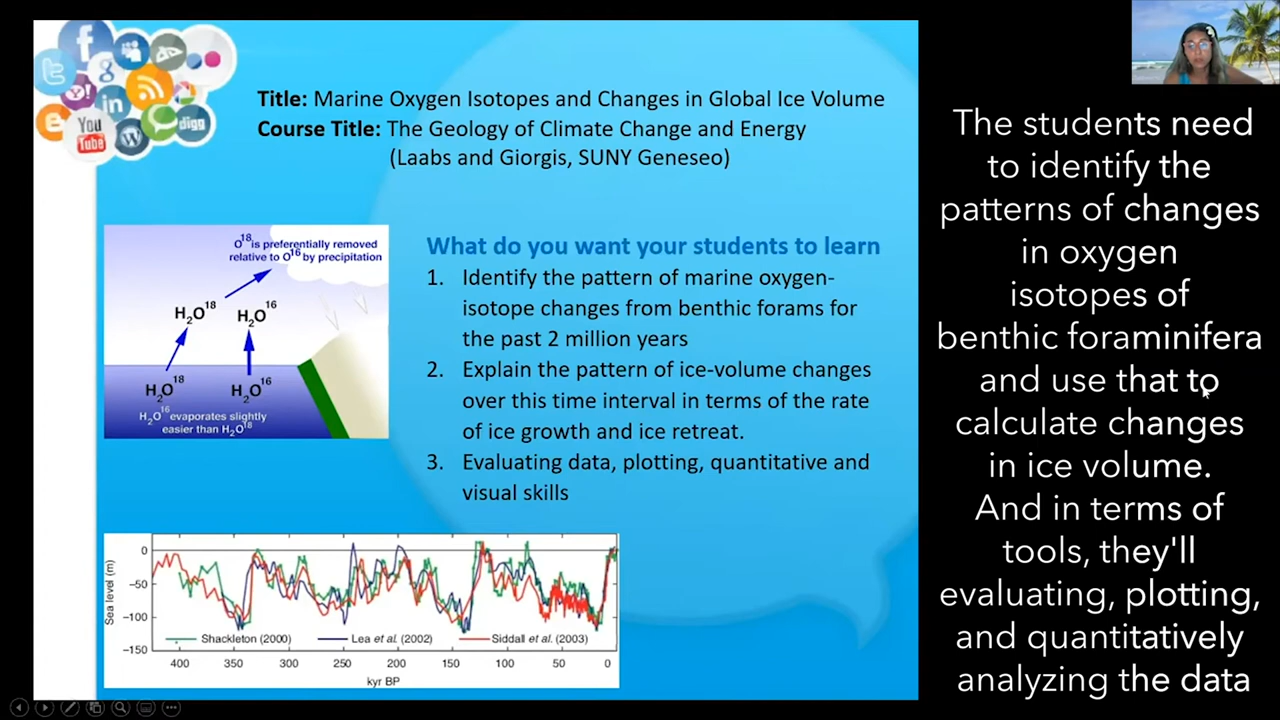 Title: Marine Oxygen Isotopes and Changes in Global Ice Volume
Course Title: The Geology of Climate Change and Energy
(Laabs and Giorgis, SUNY Geneseo)
f
t
g
Y!
in
e
You
Tube
W
digg
O18 is preferentially removed
relative to O16 by precipitation
H2O18
H2O16
H2O18
H2O16
H2O16 evaporates slightly
easier than H2O18
What do you want your students to learn
1. Identify the pattern of marine oxygen-
isotope changes from benthic forams for
the past 2 million years
2. Explain the pattern of ice-volume changes
over this time interval in terms of the rate
of ice growth and ice retreat.
3. Evaluating data, plotting, quantitative and
visual skills
Sea level (m)
0
−50
−100
−150
Shackleton (2000)
Lea et al. (2002)
Siddall et al. (2003)
400 350 300 250 200 150 100 50 0
kyr BP
The students need
to identify the
patterns of changes
in oxygen
isotopes of
benthic foraminifera
and use that to
calculate changes
in ice volume.
And in terms of
tools, they'll
evaluating, plotting,
and quantitatively
analyzing the data